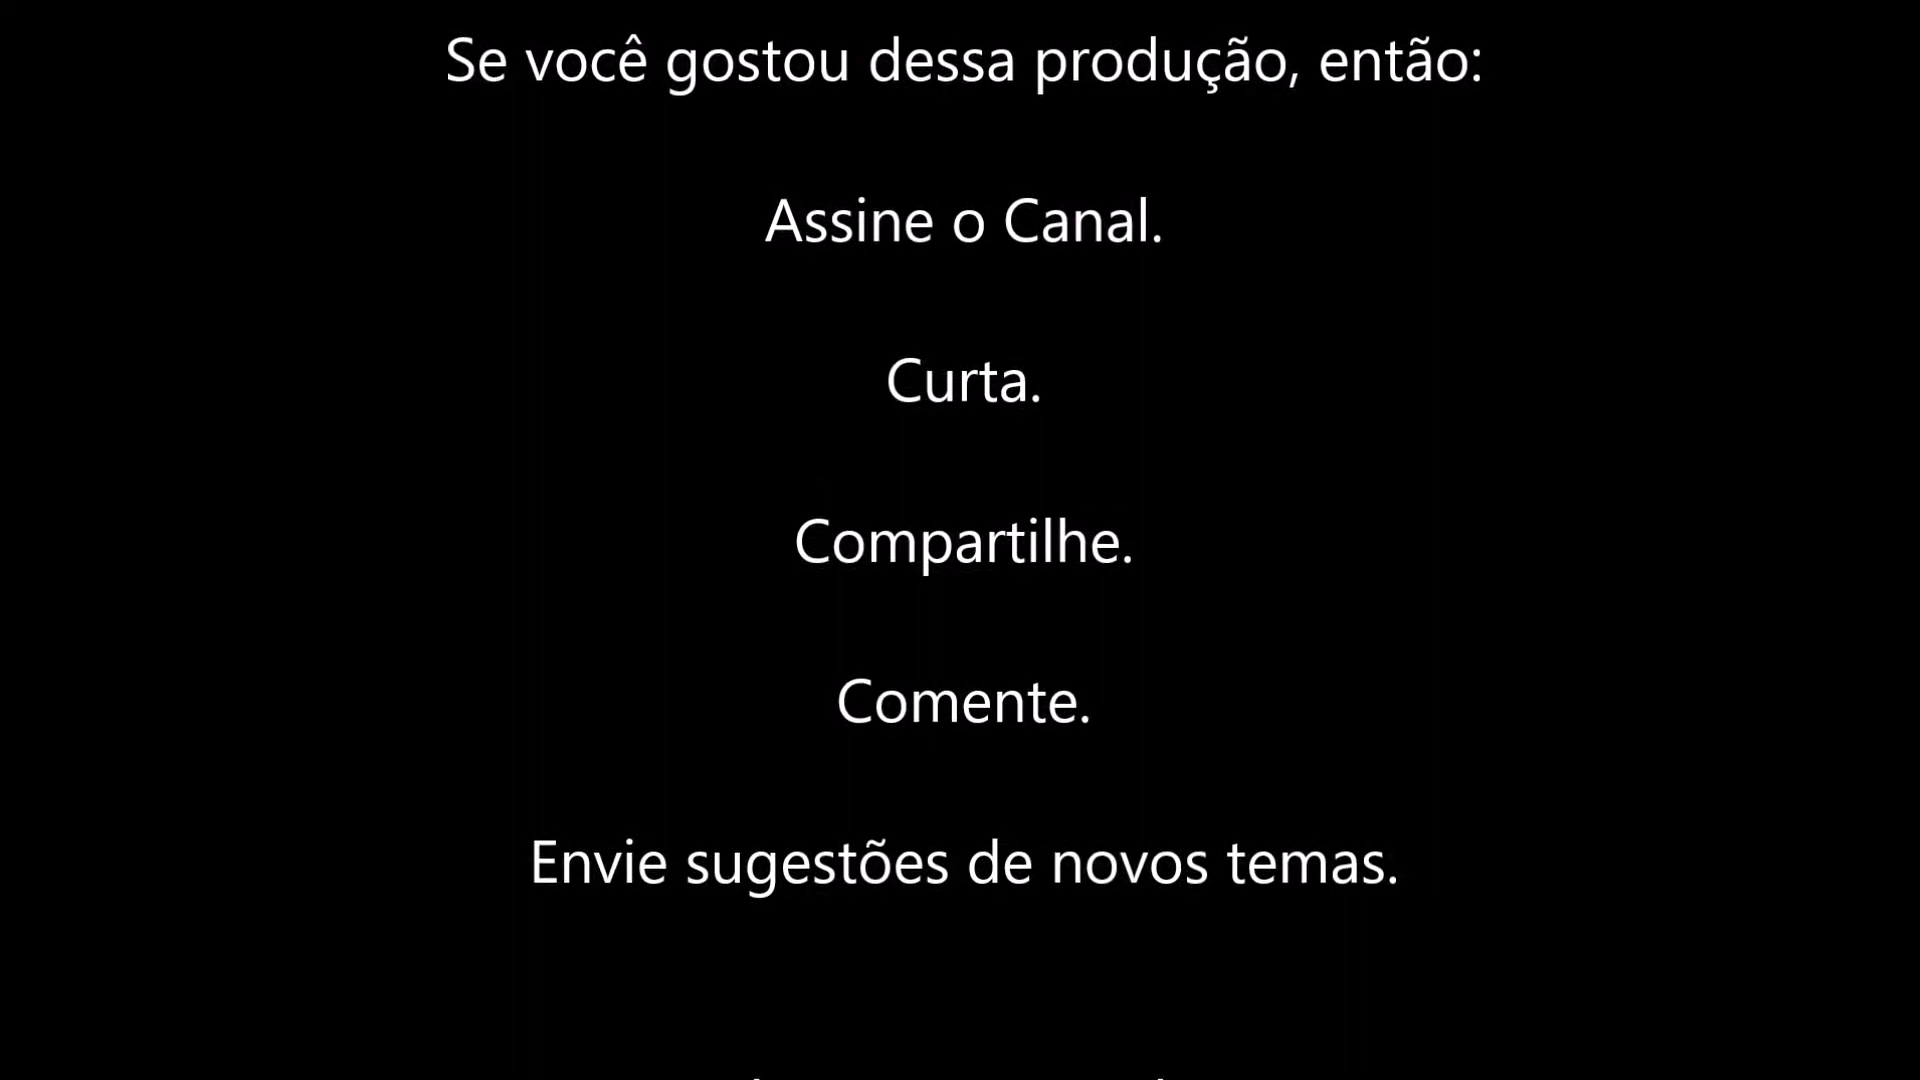 Se você gostou dessa produção, então:
Assine o Canal.
Curta.
Compartilhe.
Comente.
Envie sugestões de novos temas.